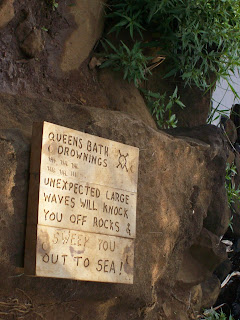 QUEENS BATH
DROWNINGS
UNEXPECTED LARGE
WAVES WILL KNOCK
YOU OFF ROCKS &
SWEEP YOU
OUT TO SEA!